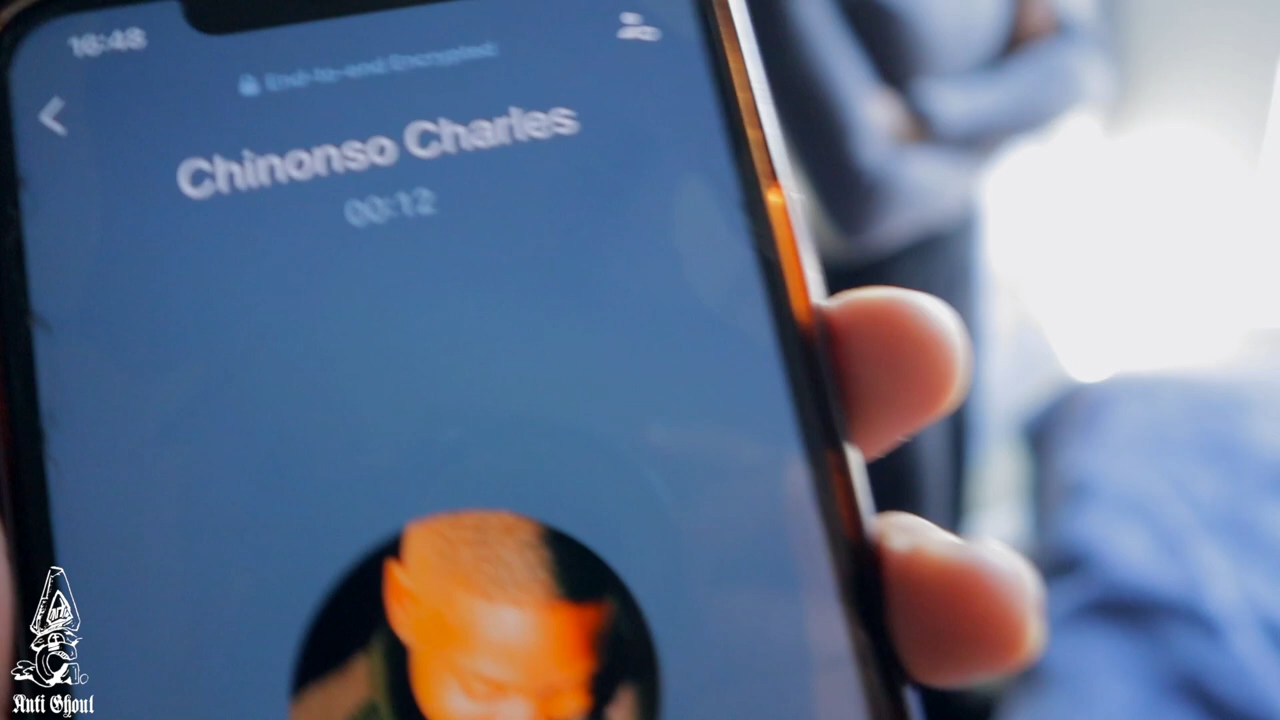 16:48
End-to-end Encrypted
Chinonso Charles
00:12
Anti Ghoul